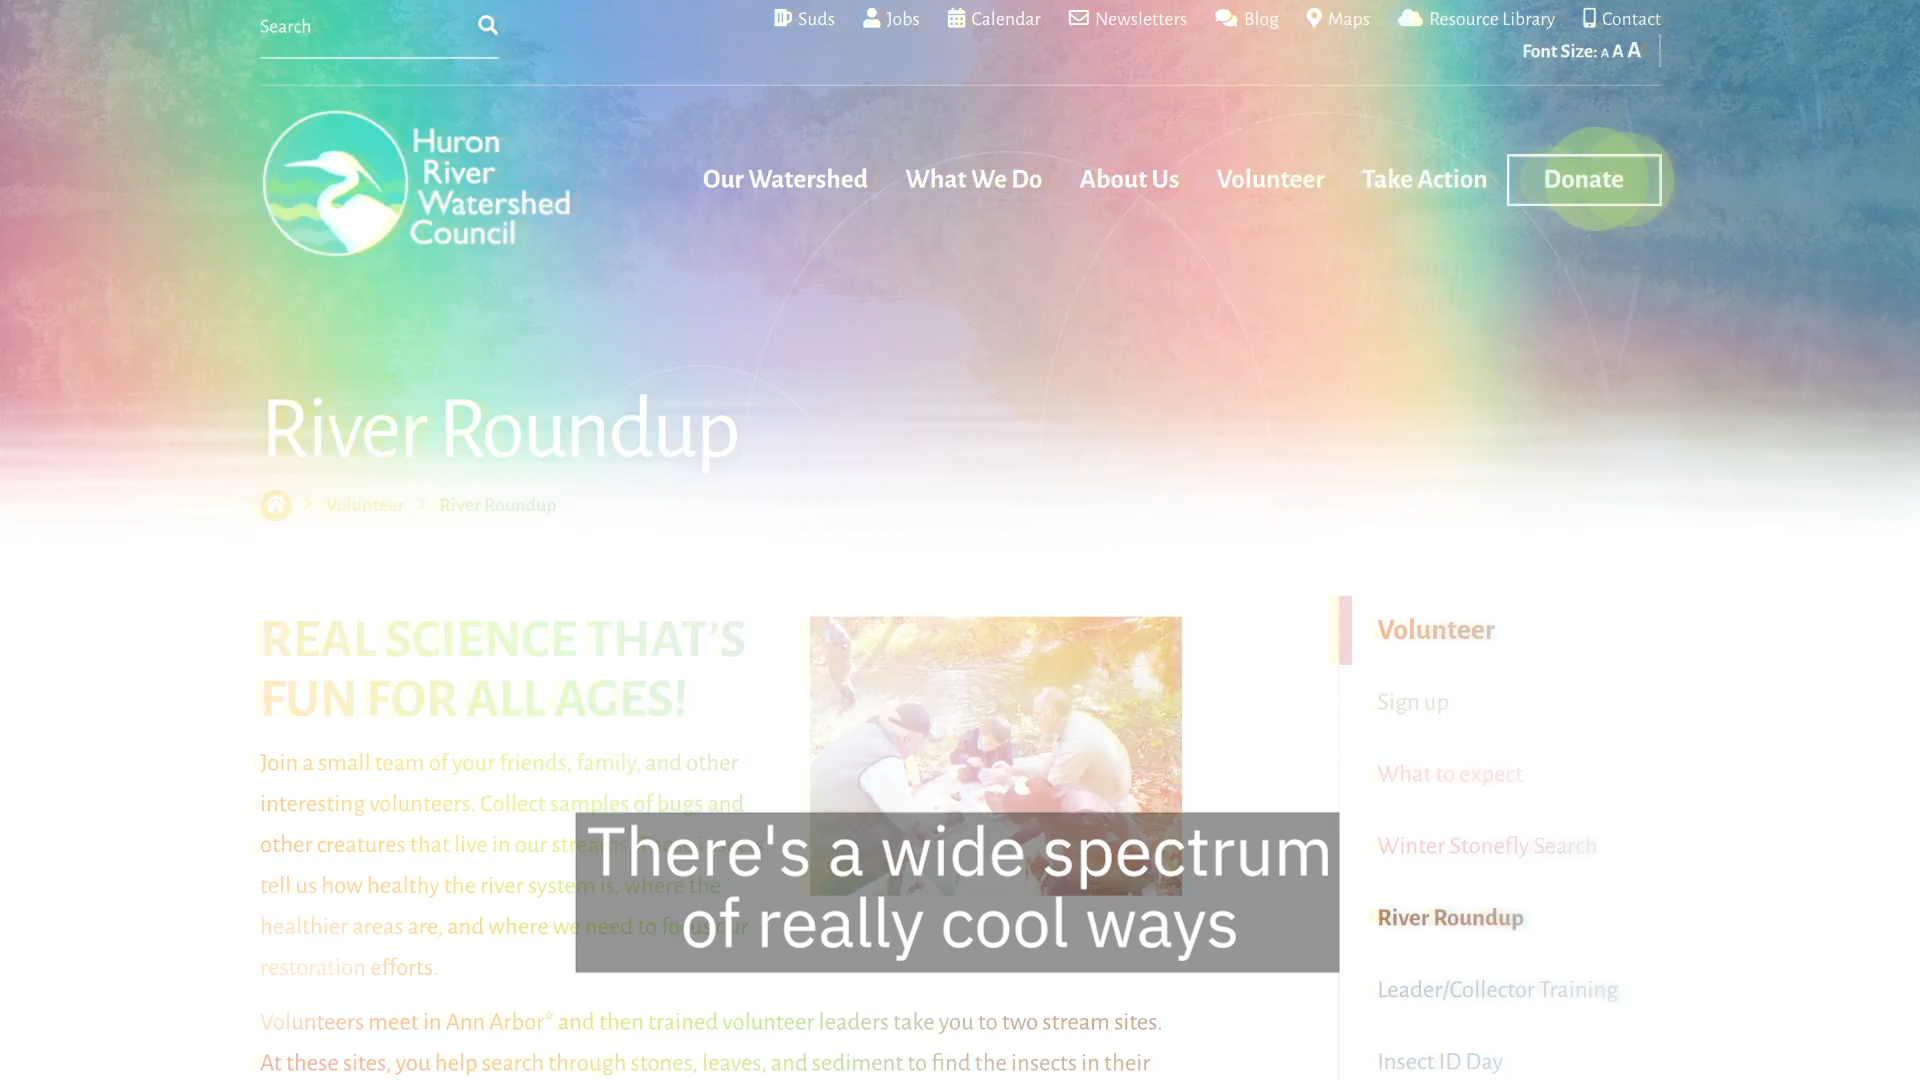 Search
Suds
Jobs
Calendar
Newsletters
Blog
Maps
Resource Library
Contact
Font Size: A A A
Huron
River
Watershed
Council
Our Watershed
What We Do
About Us
Volunteer
Take Action
Donate
River Roundup
Volunteer > River Roundup
REAL SCIENCE THAT'S
FUN FOR ALL AGES!
Join a small team of your friends, family, and other
interesting volunteers. Collect samples of bugs and
other creatures that live in our streams.
tell us how healthy the river system is, where the
healthier areas are, and where we need to focus our
restoration efforts.
Volunteers meet in Ann Arbor* and then trained volunteer leaders take you to two stream sites.
At these sites, you help search through stones, leaves, and sediment to find the insects in their
Volunteer
Sign up
What to expect
Winter Stonefly Search
River Roundup
Leader/Collector Training
Insect ID Day
There's a wide spectrum
of really cool ways